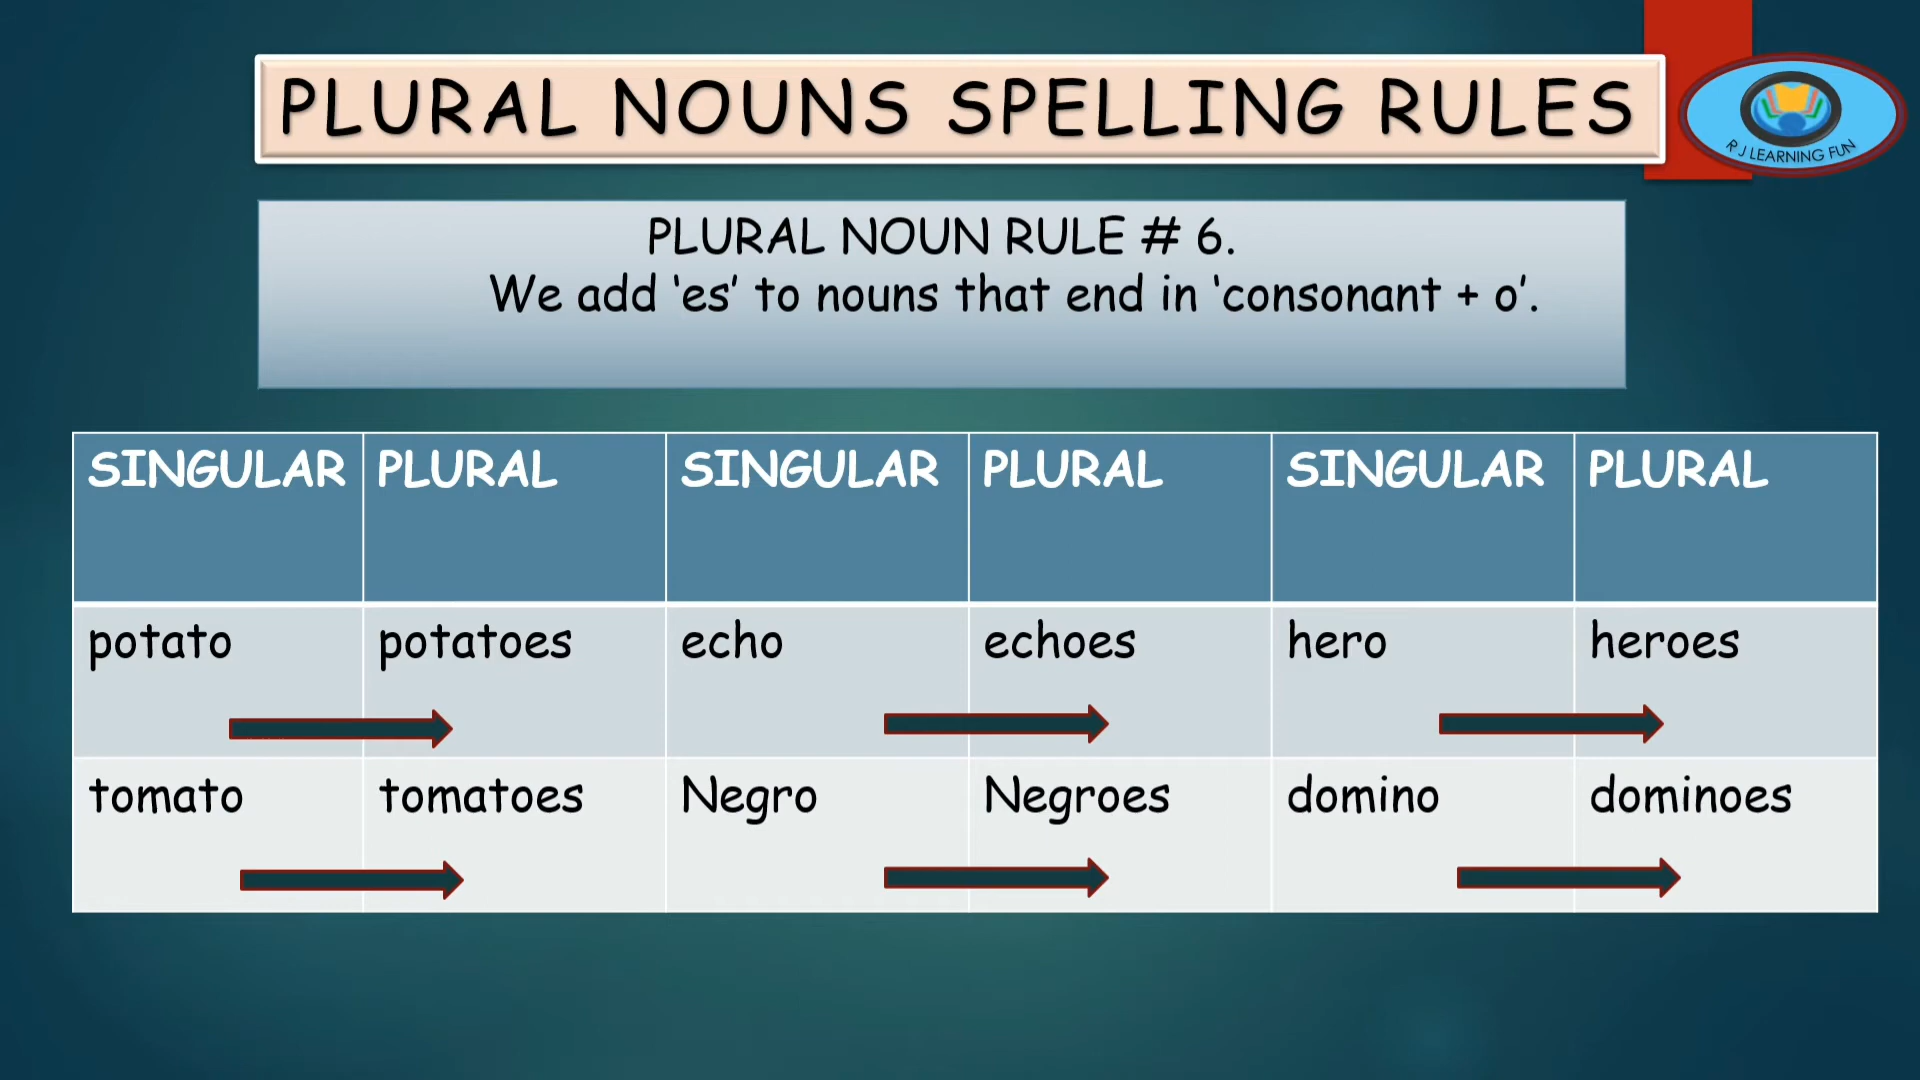 PLURAL NOUNS SPELLING RULES
R J LEARNING FUN
PLURAL NOUN RULE # 6.
We add ‘es’ to nouns that end in ‘consonant + o’.
SINGULAR PLURAL SINGULAR PLURAL SINGULAR PLURAL
potato potatoes echo echoes hero heroes
tomato tomatoes Negro Negroes domino dominoes